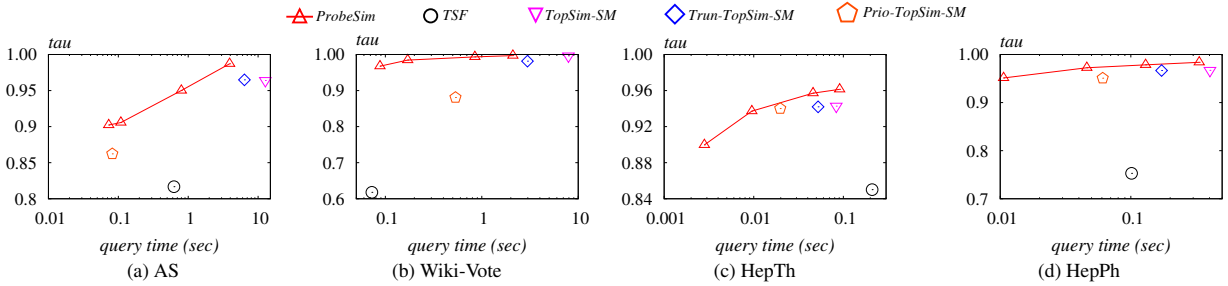 ProbeSim TSF TopSim-SM Trun-TopSim-SM Prio-TopSim-SM
tau
1.00
0.95
0.9
0.85
0.8
0.01 0.1 1 10
query time (sec)
(a) AS
tau
1.00
0.9
0.8
0.7
0.6
0.1 1 10
query time (sec)
(b) Wiki-Vote
tau
1.00
0.96
0.92
0.88
0.84
0.001 0.01 0.1
query time (sec)
(c) HepTh
tau
1.00
0.9
0.8
0.7
0.01 0.1
query time (sec)
(d) HepPh